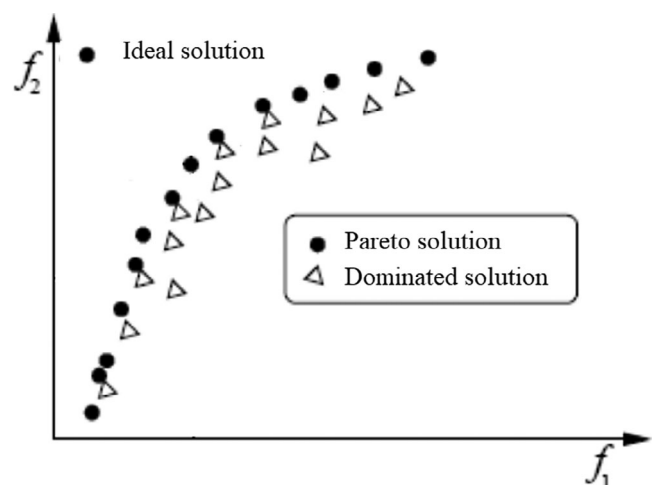 Ideal solution
f2
Pareto solution
Dominated solution
f1